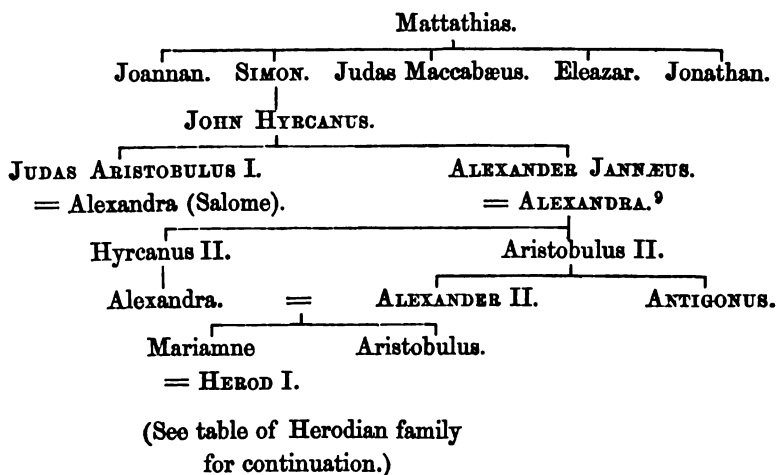 Mattathias.
Joannan. SIMON. Judas Maccabæus. Eleazar. Jonathan.
JOHN HYRCANUS.
JUDAS ARISTOBULUS I. ALEXANDER JANNÆUS.
= Alexandra (Salome). = ALEXANDRA.⁹
Hyrcanus II. Aristobulus II.
Alexandra. = ALEXANDER II. ANTIGONUS.
Mariamne Aristobulus.
= HEROD I.
(See table of Herodian family
for continuation.)